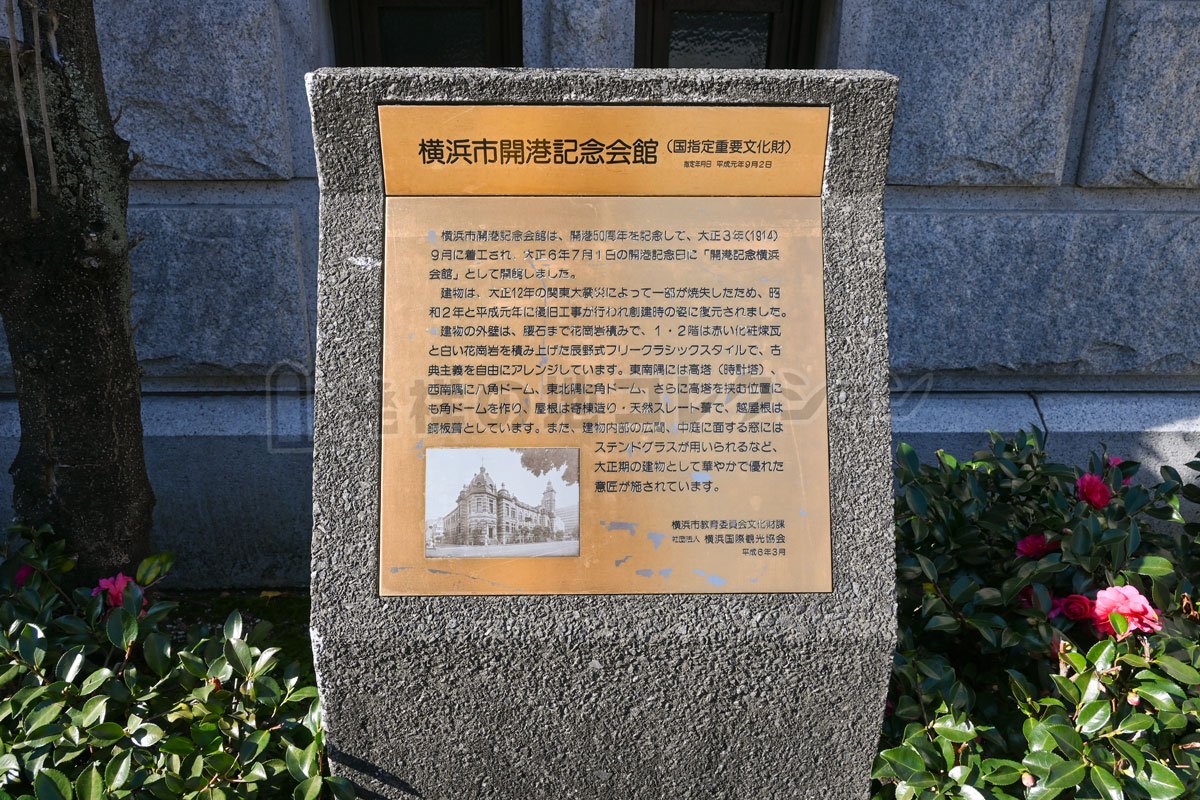 横浜市開港記念会館（国指定重要文化財）
指定年月日 平成元年9月2日
横浜市開港記念会館は、開港50周年を記念して、大正3年(1914)
9月に着工され、大正6年7月1日の開港記念日に「開港記念横浜
会館」として開館しました。
建物は、大正12年の関東大震災によって一部が焼失したため、昭
和2年と平成元年に復旧工事が行われ創建時の姿に復元されました。
建物の外壁は、腰石まで花崗岩積みで、1・2階は赤い化粧煉瓦
と白い花崗岩を積み上げた辰野式フリークラシックスタイルで、古
典主義を自由にアレンジしています。東南隅には高塔（時計塔）、
西南隅に八角ドーム、東北隅に角ドーム、さらに高塔を挟む位置に
も角ドームを作り、屋根は寄棟造り・天然スレート葺で、越屋根は
銅板葺としています。また、建物内部の広間、中庭に面する窓には
ステンドグラスが用いられるなど、
大正期の建物として華やかで優れた
意匠が施されています。
横浜市教育委員会文化財課
社団法人 横浜国際観光協会
平成6年3月